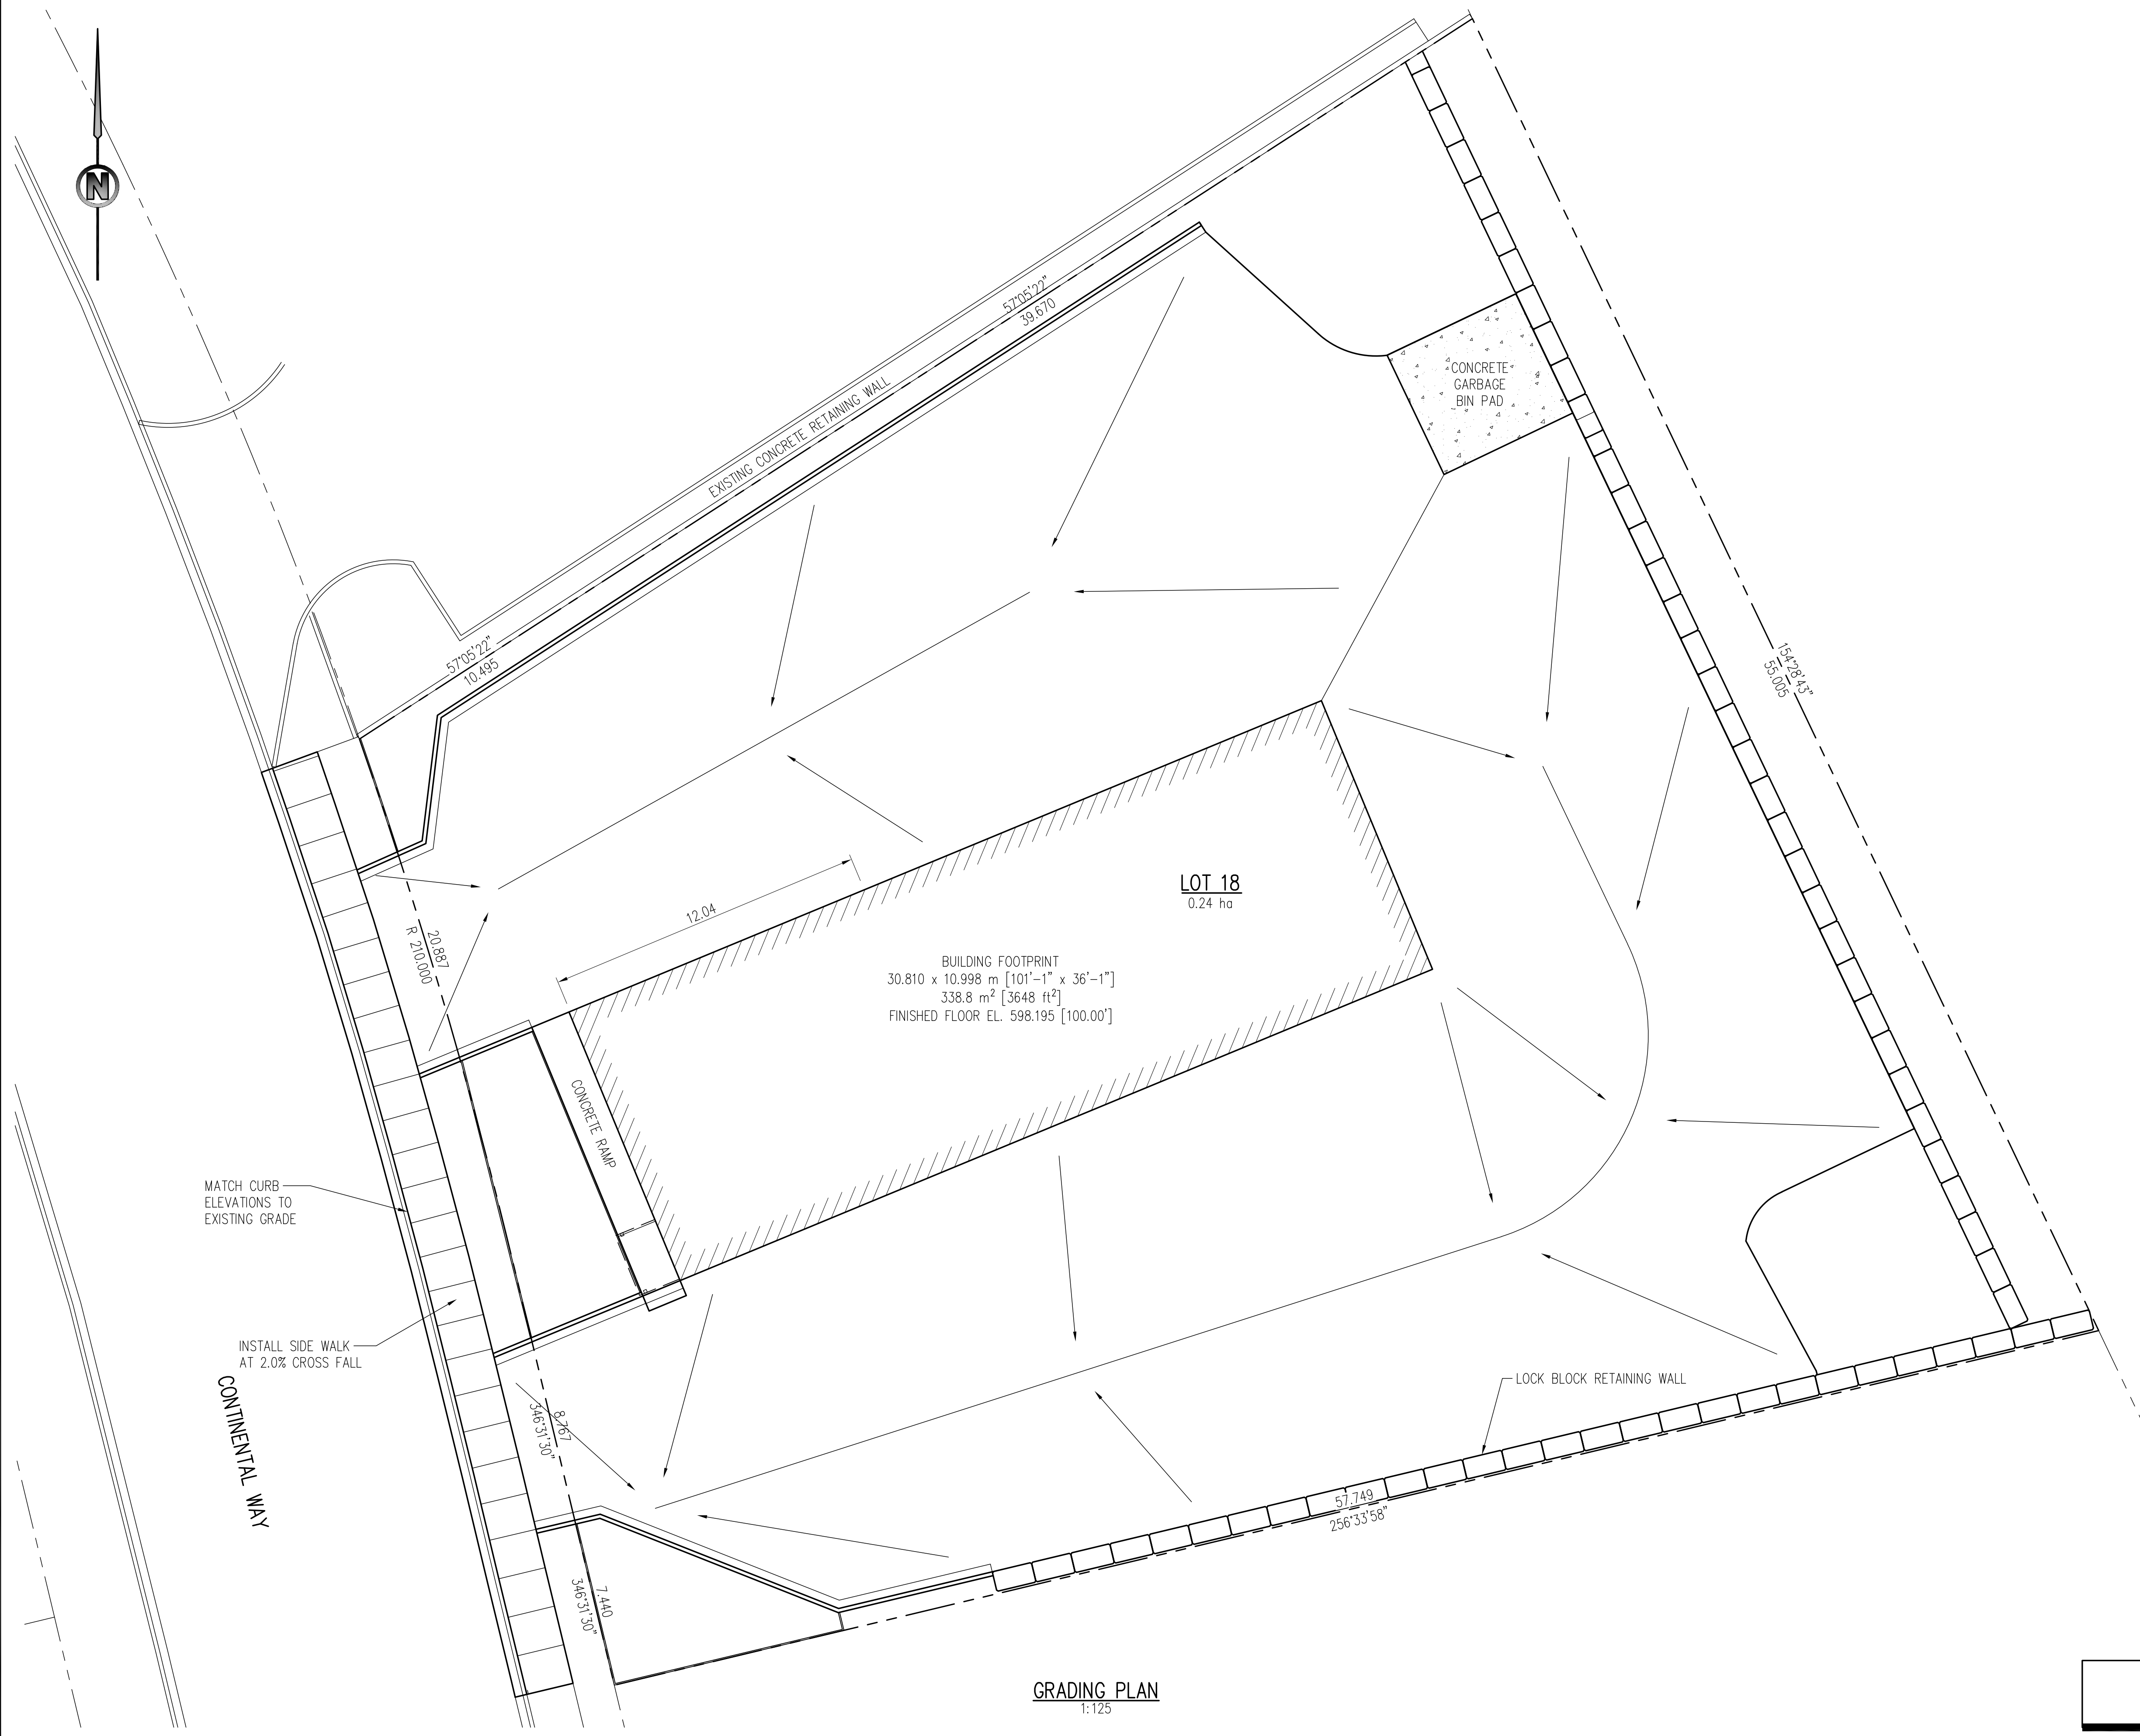 N
57°05'22"
39.670
EXISTING CONCRETE RETAINING WALL
CONCRETE
GARBAGE
BIN PAD
57°05'22"
10.495
154°28'43"
55.005
12.04
LOT 18
0.24 ha
20.887
R 210.000
BUILDING FOOTPRINT
30.810 x 10.998 m [101'-1" x 36'-1"]
338.8 m² [3648 ft²]
FINISHED FLOOR EL. 598.195 [100.00']
CONCRETE RAMP
MATCH CURB
ELEVATIONS TO
EXISTING GRADE
INSTALL SIDE WALK
AT 2.0% CROSS FALL
CONTINENTAL WAY
8.767
346°31'30"
LOCK BLOCK RETAINING WALL
57.749
256°33'58"
7.440
346°31'30"
GRADING PLAN
1:125